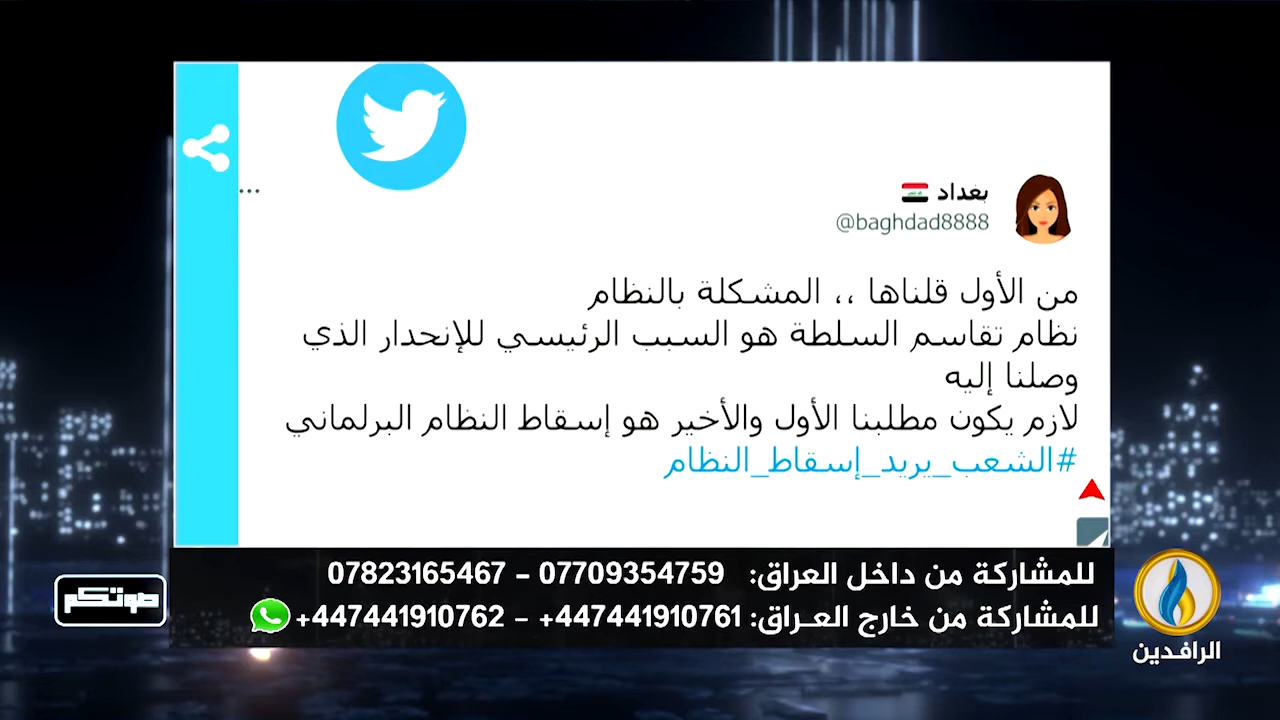 بغداد
@baghdad8888
من الأول قلناها ،، المشكلة بالنظام
نظام تقاسم السلطة هو السبب الرئيسي للإنحدار الذي
وصلنا إليه
لازم يكون مطلبنا الأول والأخير هو إسقاط النظام البرلماني
#الشعب_يريد_إسقاط_النظام
للمشاركة من داخل العراق: 07709354759 - 07823165467
للمشاركة من خارج العـراق: 447441910761+ - 447441910762+
صوتكم
الرافدين